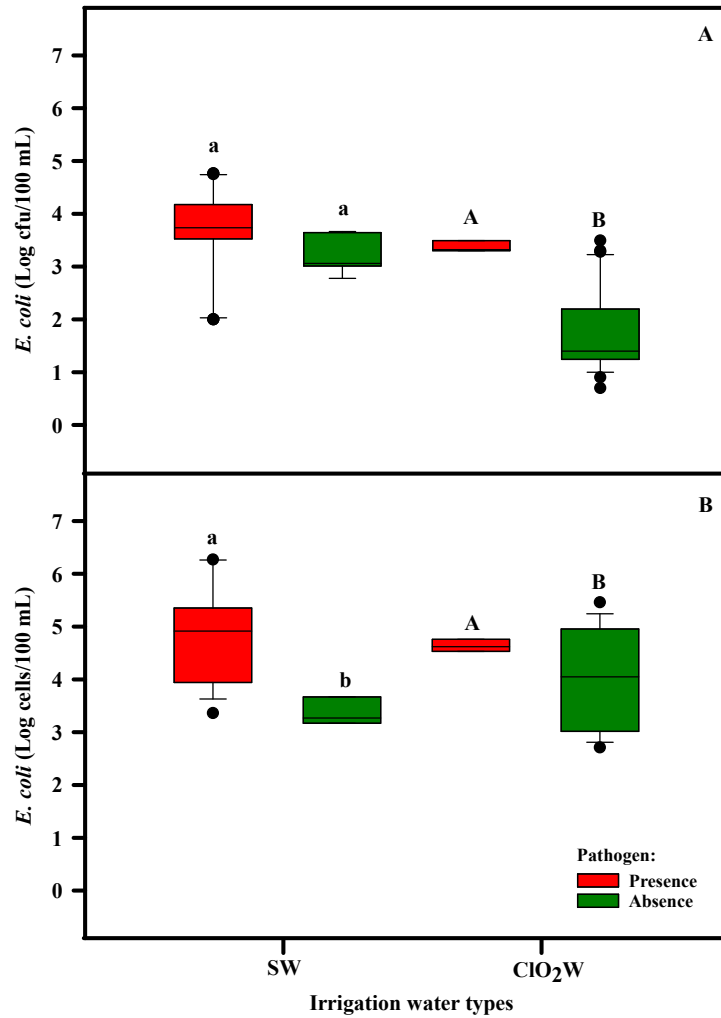 A
7
6
5
4
3
2
1
0
E. coli (Log cfu/100 mL)
a
a
A
B
B
7
6
5
4
3
2
1
0
E. coli (Log cells/100 mL)
a
b
A
B
Pathogen:
Presence
Absence
SW
ClO₂W
Irrigation water types